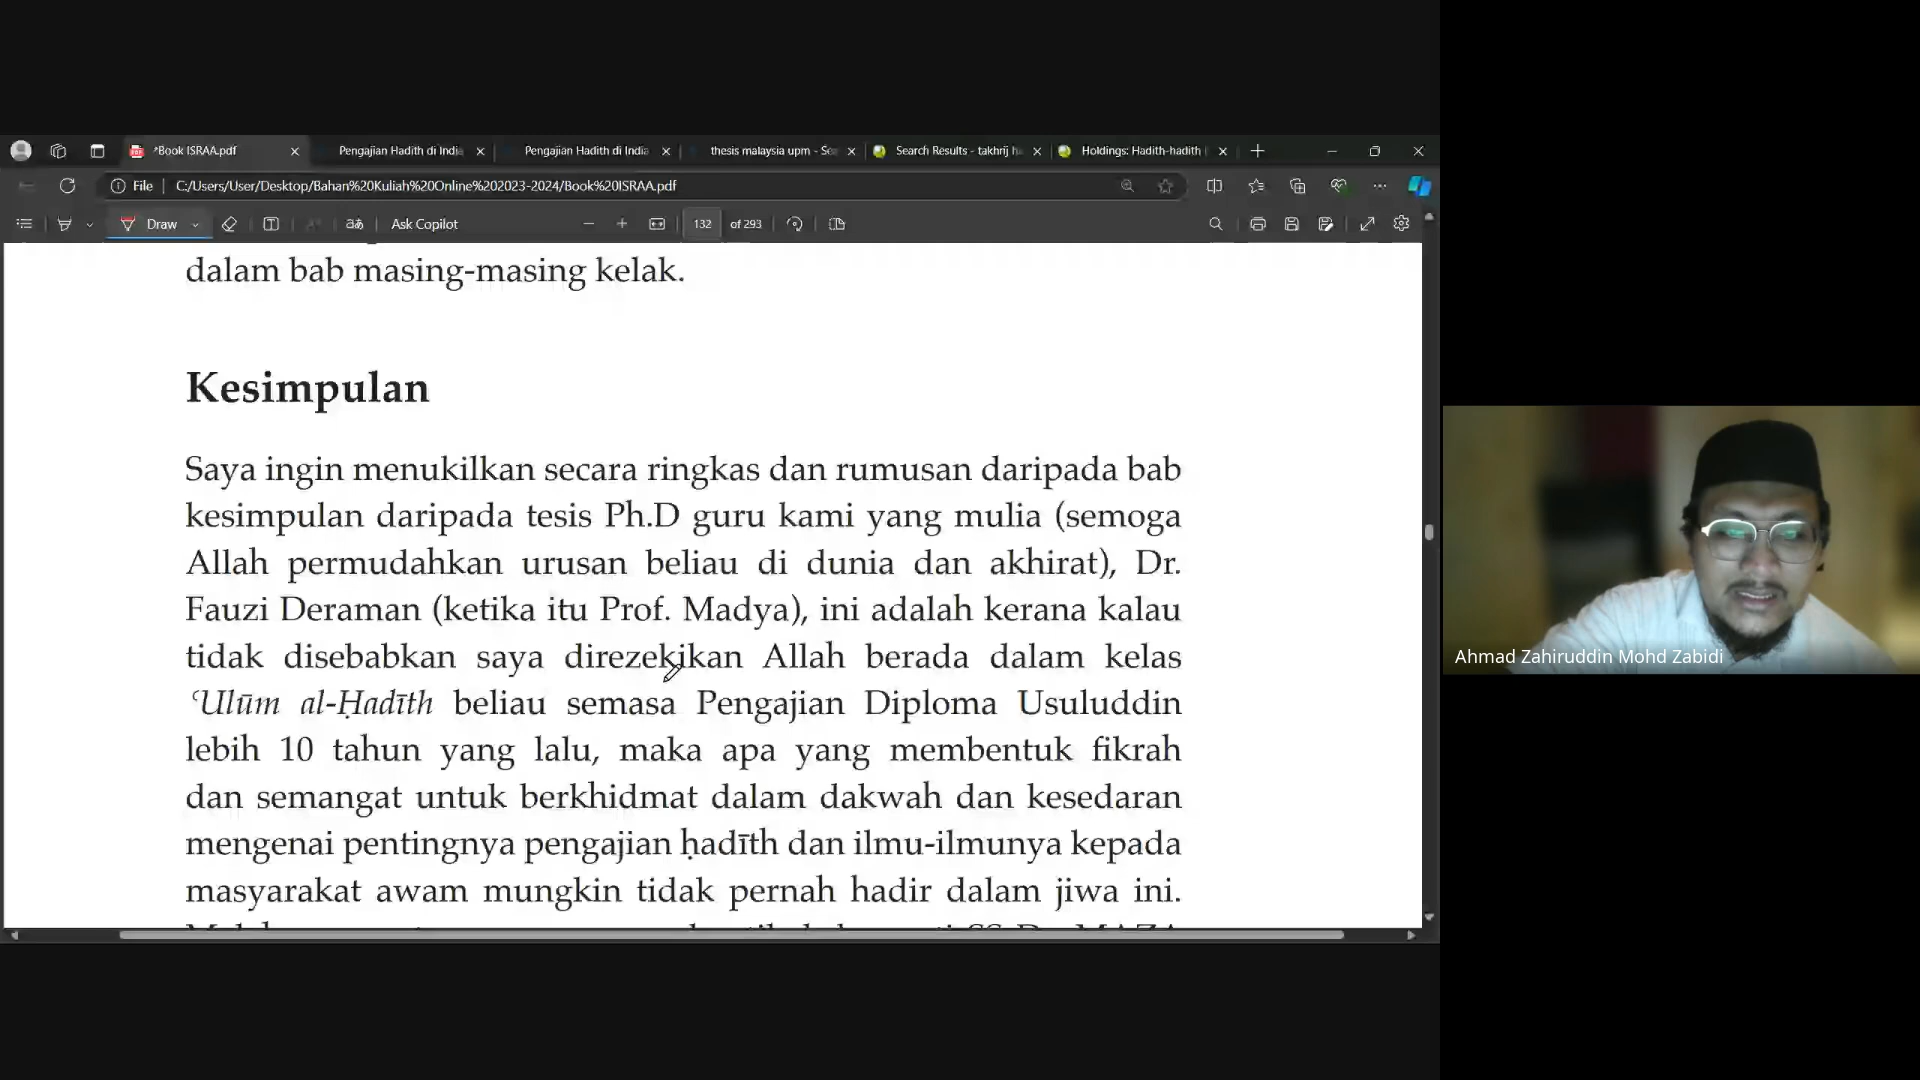 *Book ISRAA.pdf
Pengajian Hadith di India
Pengajian Hadith di India
thesis malaysia upm - Se
Search Results - takhrij h
Holdings: Hadith-hadith
File
C:/Users/User/Desktop/Bahan%20Kuliah%20Online%202023-2024/Book%20ISRAA.pdf
Draw
aあ
Ask Copilot
132
of 293
dalam bab masing-masing kelak.
Kesimpulan
Saya ingin menukilkan secara ringkas dan rumusan daripada bab
kesimpulan daripada tesis Ph.D guru kami yang mulia (semoga
Allah permudahkan urusan beliau di dunia dan akhirat), Dr.
Fauzi Deraman (ketika itu Prof. Madya), ini adalah kerana kalau
tidak disebabkan saya direzekikan Allah berada dalam kelas
‘Ulūm al-Ḥadīth beliau semasa Pengajian Diploma Usuluddin
lebih 10 tahun yang lalu, maka apa yang membentuk fikrah
dan semangat untuk berkhidmat dalam dakwah dan kesedaran
mengenai pentingnya pengajian ḥadīth dan ilmu-ilmunya kepada
masyarakat awam mungkin tidak pernah hadir dalam jiwa ini.
Ahmad Zahiruddin Mohd Zabidi